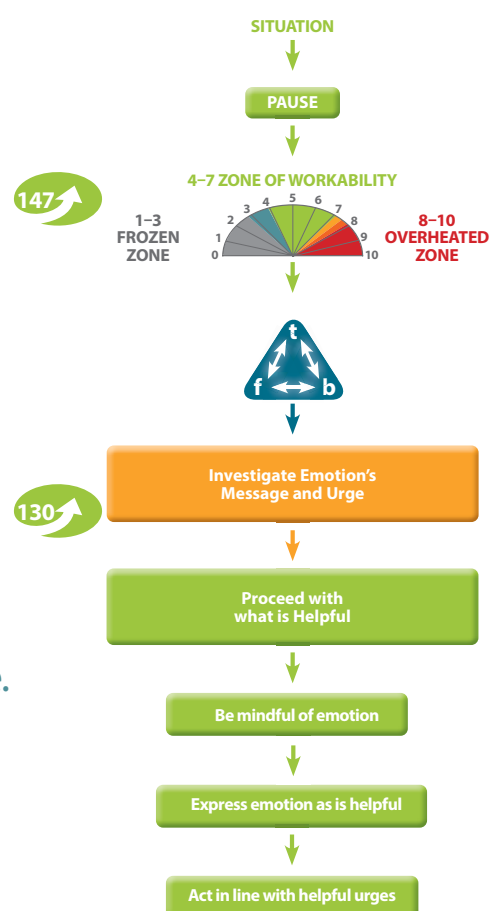 SITUATION
PAUSE
4–7 ZONE OF WORKABILITY
147
1–3
FROZEN
ZONE
0
1
2
3
4
5
6
7
8
9
10
8–10
OVERHEATED
ZONE
t
f
b
Investigate Emotion's
Message and Urge
130
Proceed with
what is Helpful
.
Be mindful of emotion
Express emotion as is helpful
Act in line with helpful urges